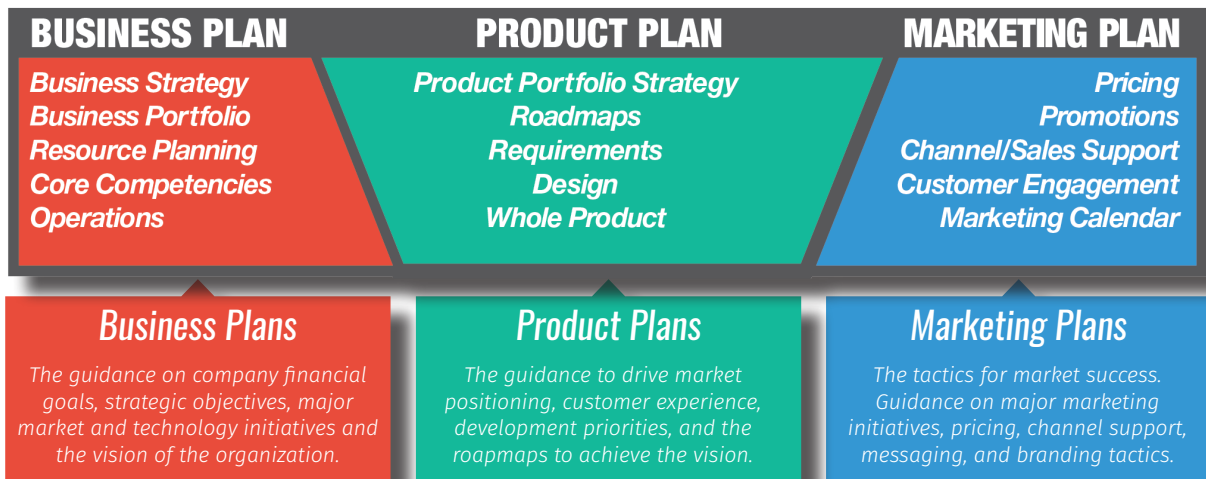 BUSINESS PLAN
Business Strategy
Business Portfolio
Resource Planning
Core Competencies
Operations
PRODUCT PLAN
Product Portfolio Strategy
Roadmaps
Requirements
Design
Whole Product
MARKETING PLAN
Pricing
Promotions
Channel/Sales Support
Customer Engagement
Marketing Calendar
Business Plans
The guidance on company financial
goals, strategic objectives, major
market and technology initiatives and
the vision of the organization.
Product Plans
The guidance to drive market
positioning, customer experience,
development priorities, and the
roapmaps to achieve the vision.
Marketing Plans
The tactics for market success.
Guidance on major marketing
initiatives, pricing, channel support,
messaging, and branding tactics.